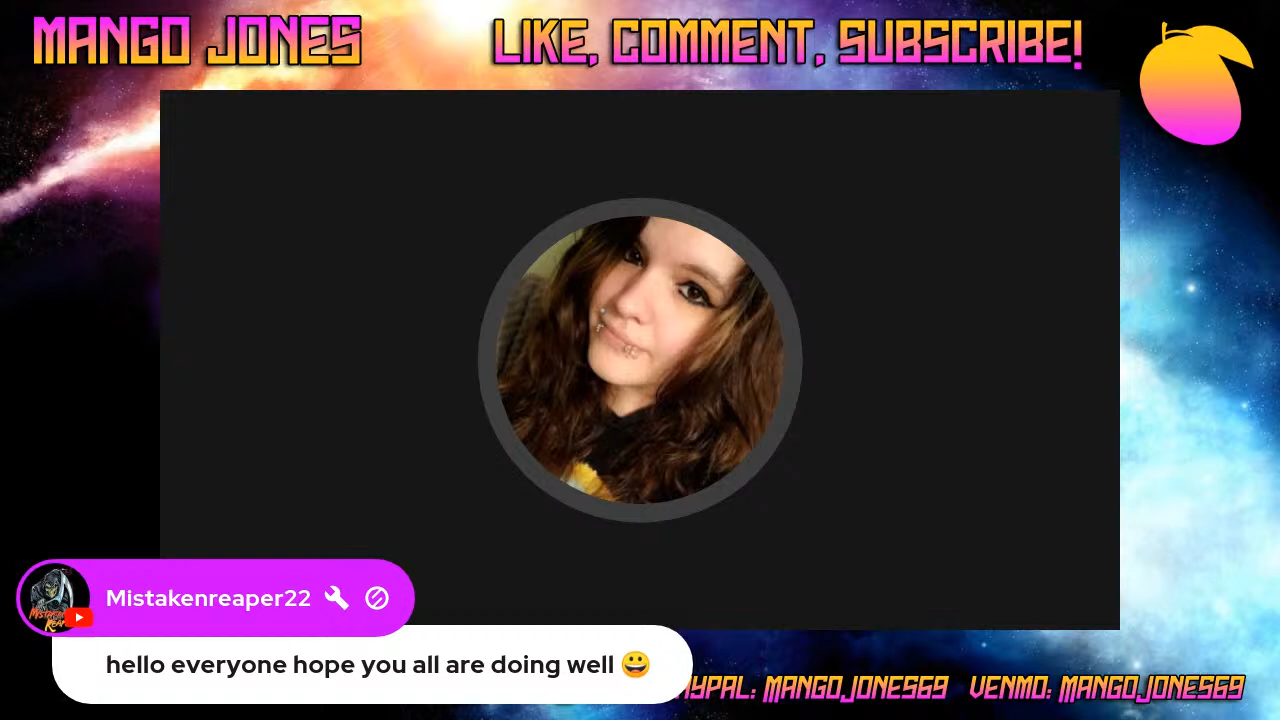 MANGO JONES
LIKE, COMMENT, SUBSCRIBE!
Mistakenreaper22
hello everyone hope you all are doing well 😀
YPAL: MANGOJONES69 VENMO: MANGOJONES69